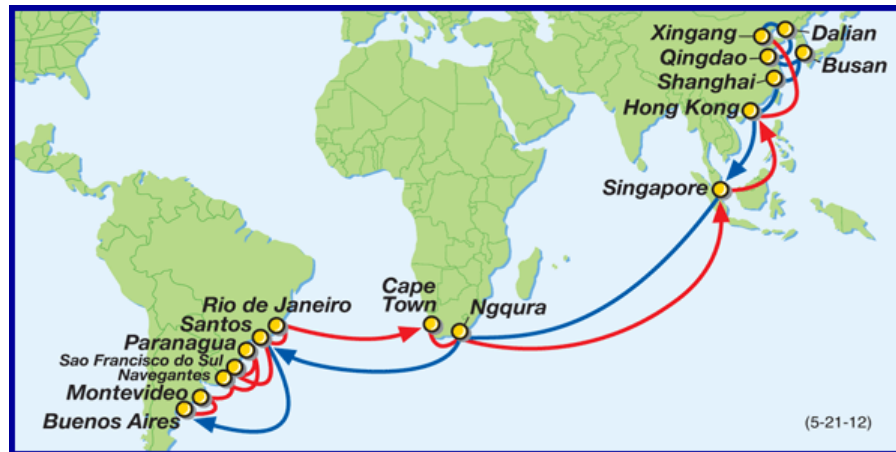 Xingang
Dalian
Qingdao
Busan
Shanghai
Hong Kong
Singapore
Cape
Town
Ngqura
Rio de Janeiro
Santos
Paranagua
Sao Francisco do Sul
Navegantes
Montevideo
Buenos Aires
(5-21-12)